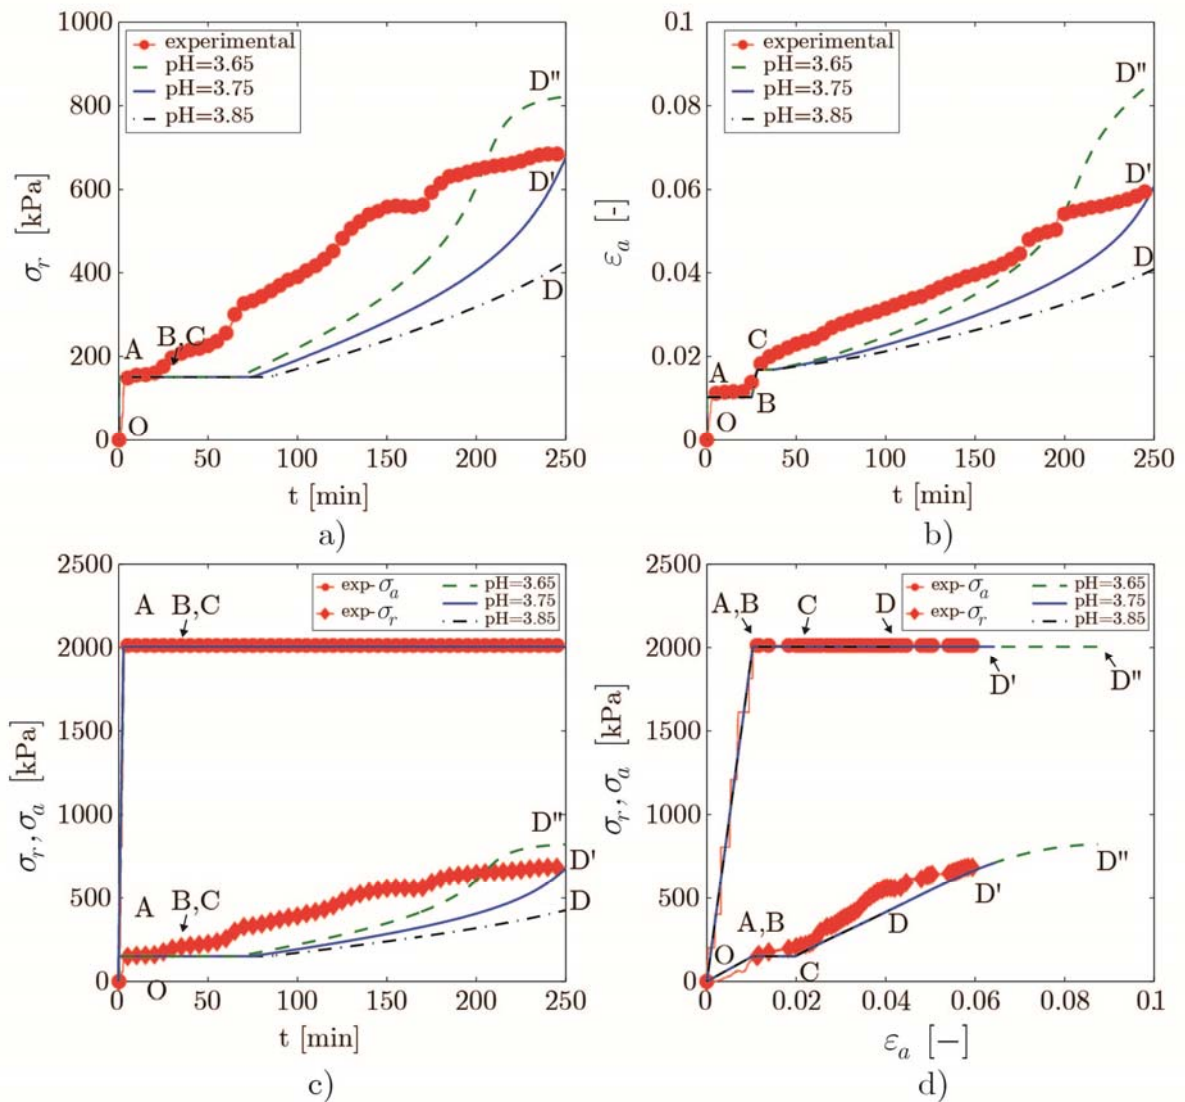 1000
800
600
400
200
0
σr [kPa]
experimental
pH=3.65
pH=3.75
pH=3.85
D"
D'
D
A
B,C
O
0 50 100 150 200 250
t [min]
a)
0.1
0.08
0.06
0.04
0.02
0
εa [-]
experimental
pH=3.65
pH=3.75
pH=3.85
D"
D'
D
C
A
B
O
0 50 100 150 200 250
t [min]
b)
2500
2000
1500
1000
500
0
σr, σa [kPa]
exp-σa pH=3.65
exp-σr pH=3.75
pH=3.85
A
B,C
D"
D'
D
A
B,C
O
0 50 100 150 200 250
t [min]
c)
2500
2000
1500
1000
500
0
σr, σa [kPa]
exp-σa pH=3.65
exp-σr pH=3.75
pH=3.85
A,B
C
D
D'
D"
A,B
O
C
D
D'
D"
0 0.02 0.04 0.06 0.08 0.1
εa [−]
d)